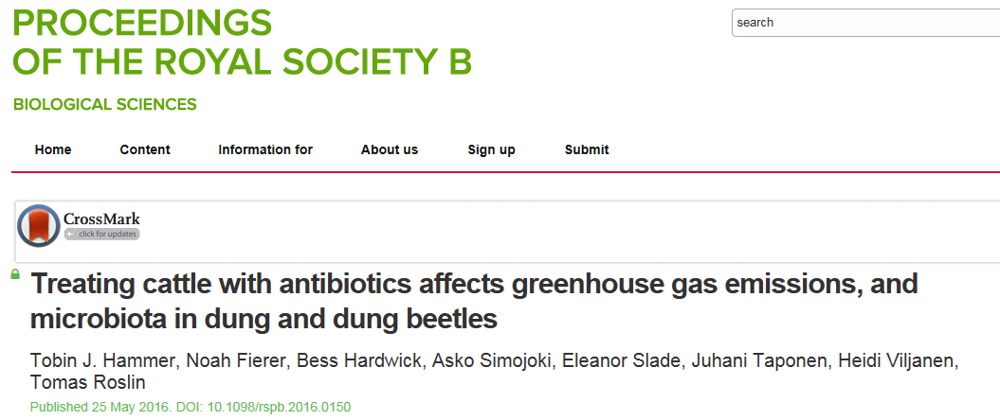 PROCEEDINGS
OF THE ROYAL SOCIETY B
search
BIOLOGICAL SCIENCES
Home Content Information for About us Sign up Submit
CrossMark
click for updates
Treating cattle with antibiotics affects greenhouse gas emissions, and
microbiota in dung and dung beetles
Tobin J. Hammer, Noah Fierer, Bess Hardwick, Asko Simojoki, Eleanor Slade, Juhani Taponen, Heidi Viljanen,
Tomas Roslin
Published 25 May 2016. DOI: 10.1098/rspb.2016.0150